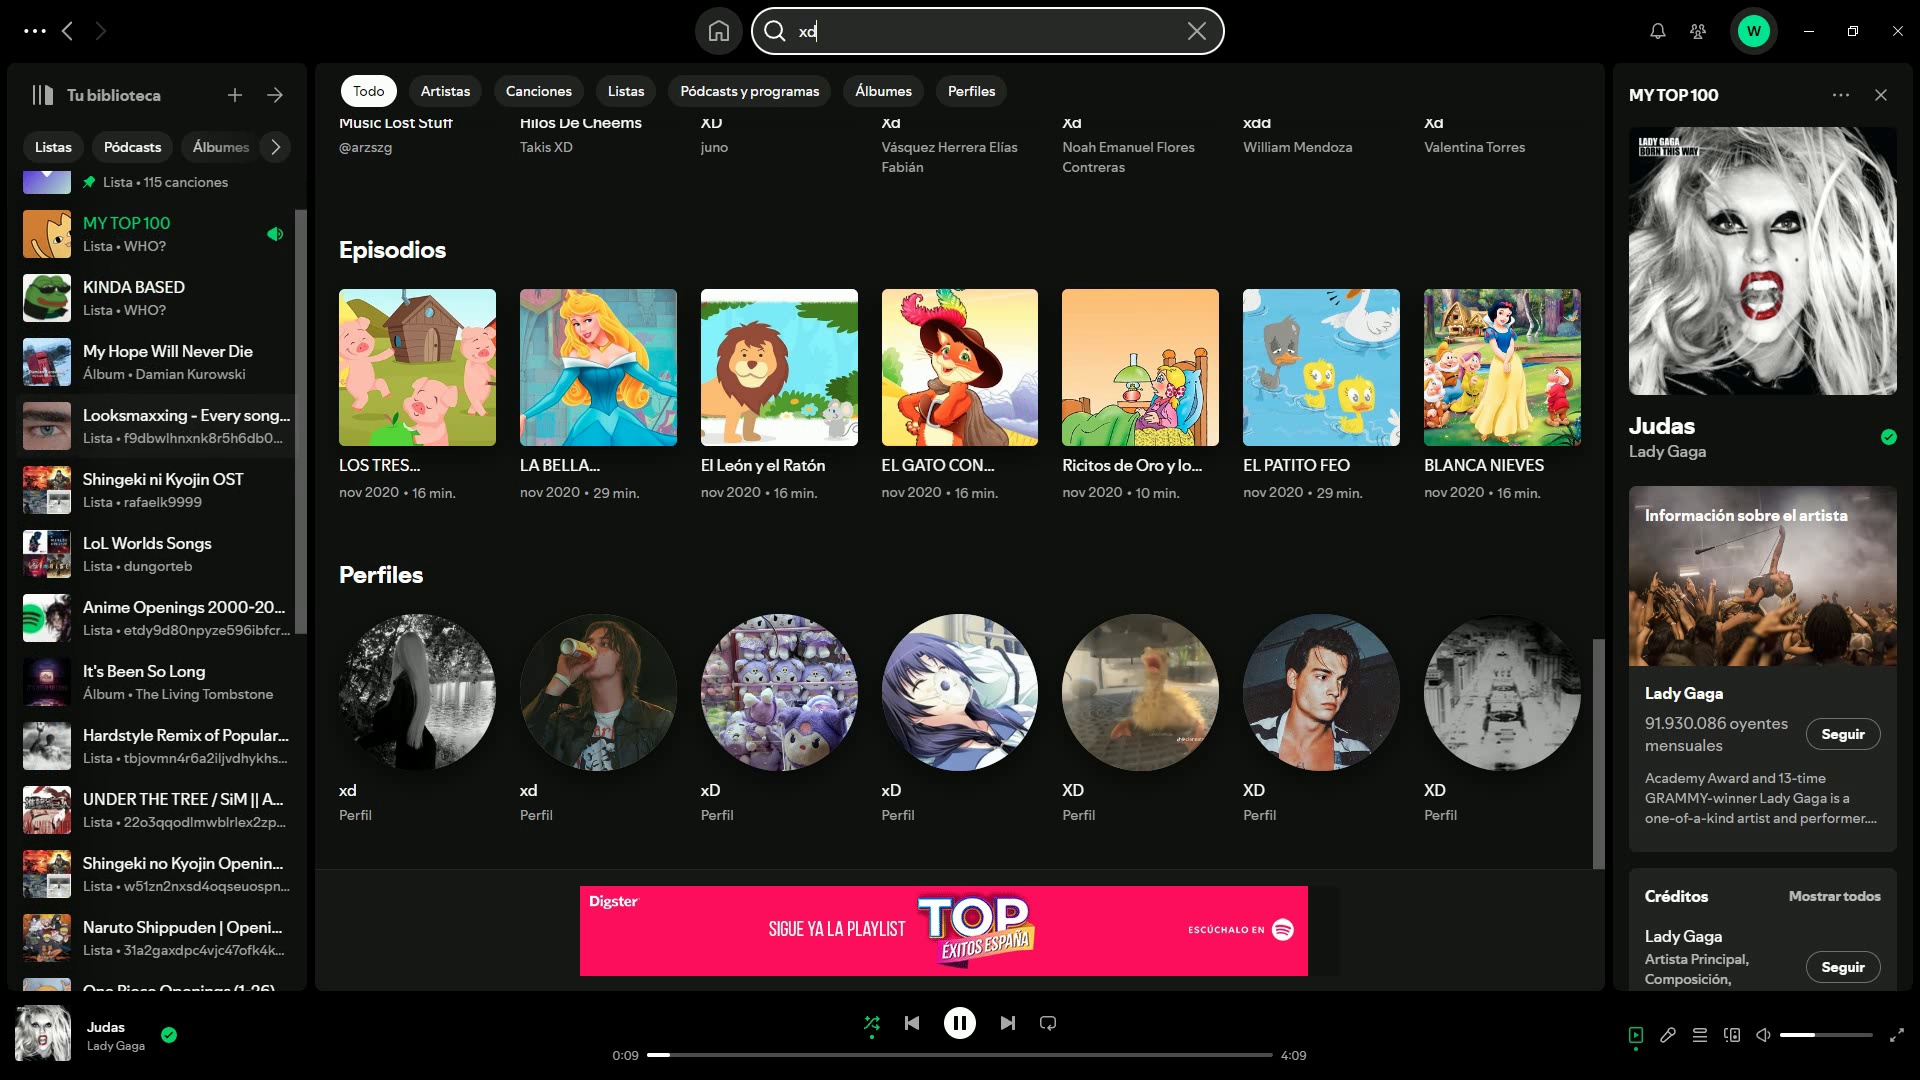 xd
W
Tu biblioteca
Listas
Pódcasts
Álbumes
Lista • 115 canciones
MY TOP 100
Lista • WHO?
KINDA BASED
Lista • WHO?
My Hope Will Never Die
Álbum • Damian Kurowski
Looksmaxxing - Every song...
Lista • f9dbwlhnxnk8r5h6db0...
Shingeki ni Kyojin OST
Lista • rafaelk9999
LoL Worlds Songs
Lista • dungorteb
Anime Openings 2000-20...
Lista • etdy9d80npyze596ibfcr...
It's Been So Long
Álbum • The Living Tombstone
Hardstyle Remix of Popular...
Lista • tbjovmn4r6a2iljvdhykhs...
UNDER THE TREE / SiM || A...
Lista • 22o3qqodlmwblrlex2zp...
Shingeki no Kyojin Openin...
Lista • w51zn2nxsd4oqseuospn...
Naruto Shippuden | Openi...
Lista • 31a2gaxdpc4vjc47ofk4k...
One Piece Openings (1-26)
Todo
Artistas
Canciones
Listas
Pódcasts y programas
Álbumes
Perfiles
Music Lost Stuff
@arzszg
Hilos De Cheems
Takis XD
XD
juno
Xd
Vásquez Herrera Elías
Fabián
Xd
Noah Emanuel Flores
Contreras
xdd
William Mendoza
Xd
Valentina Torres
Episodios
LOS TRES...
nov 2020 • 16 min.
LA BELLA...
nov 2020 • 29 min.
El León y el Ratón
nov 2020 • 16 min.
EL GATO CON...
nov 2020 • 16 min.
Ricitos de Oro y lo...
nov 2020 • 10 min.
EL PATITO FEO
nov 2020 • 29 min.
BLANCA NIEVES
nov 2020 • 16 min.
Perfiles
xd
Perfil
xd
Perfil
xD
Perfil
xD
Perfil
XD
Perfil
XD
Perfil
XD
Perfil
Digster
SIGUE YA LA PLAYLIST
TOP
ÉXITOS ESPAÑA
ESCÚCHALO EN
MY TOP 100
LADY GAGA
BORN THIS WAY
Judas
Lady Gaga
Información sobre el artista
Lady Gaga
91.930.086 oyentes
mensuales
Seguir
Academy Award and 13-time
GRAMMY-winner Lady Gaga is a
one-of-a-kind artist and performer....
Créditos
Mostrar todos
Lady Gaga
Artista Principal,
Composición,
Seguir
Judas
Lady Gaga
0:09
4:09